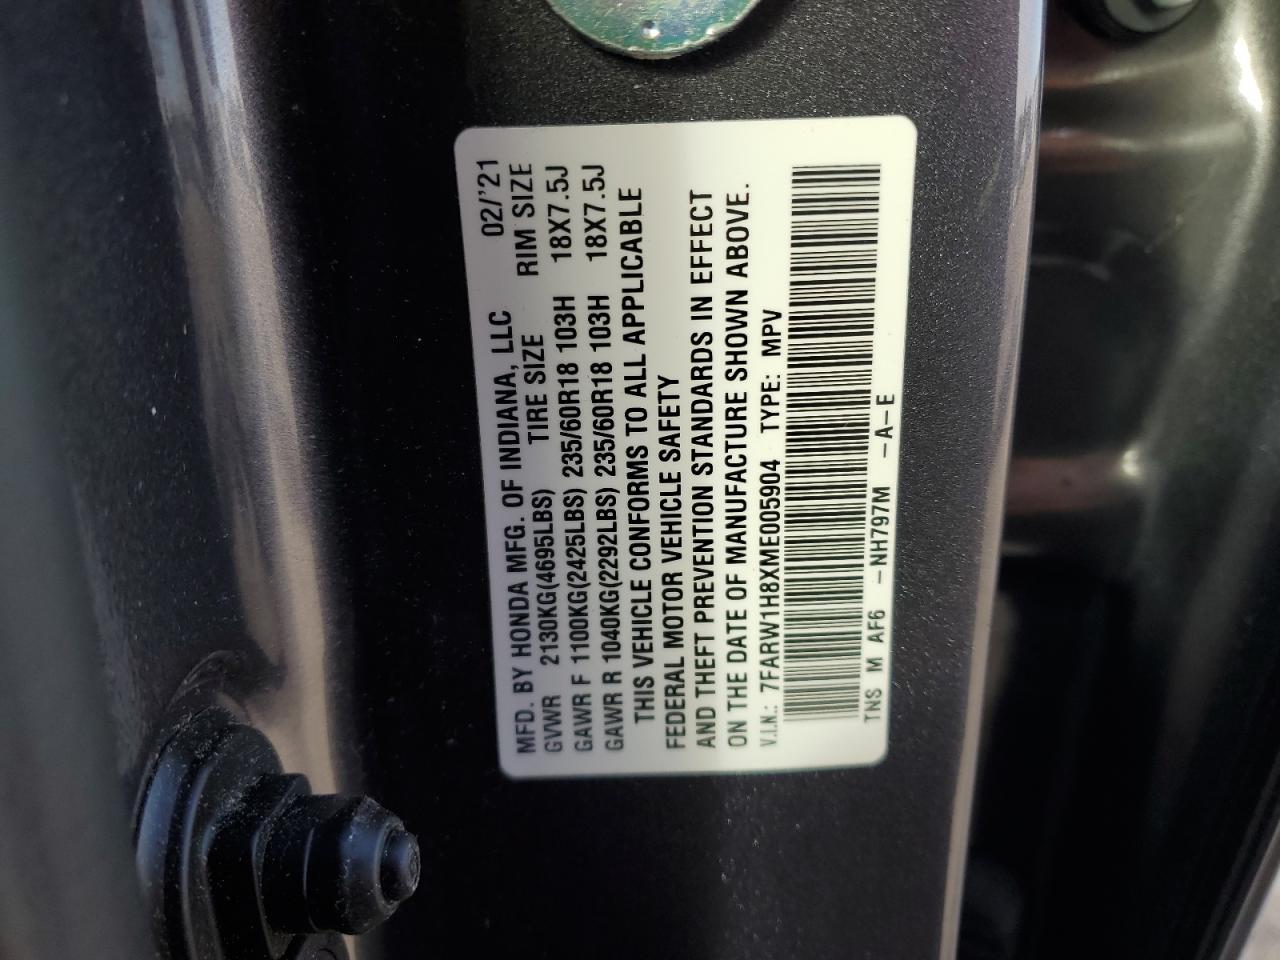 MFD. BY HONDA MFG. OF INDIANA, LLC 02/'21
GVWR 2130KG(4695LBS) TIRE SIZE RIM SIZE
GAWR F 1100KG(2425LBS) 235/60R18 103H 18X7.5J
GAWR R 1040KG(2292LBS) 235/60R18 103H 18X7.5J
THIS VEHICLE CONFORMS TO ALL APPLICABLE
FEDERAL MOTOR VEHICLE SAFETY
AND THEFT PREVENTION STANDARDS IN EFFECT
ON THE DATE OF MANUFACTURE SHOWN ABOVE.
V.I.N.: 7FARW1H8XME005904 TYPE: MPV
TNS M AF6 -NH797M -A-E